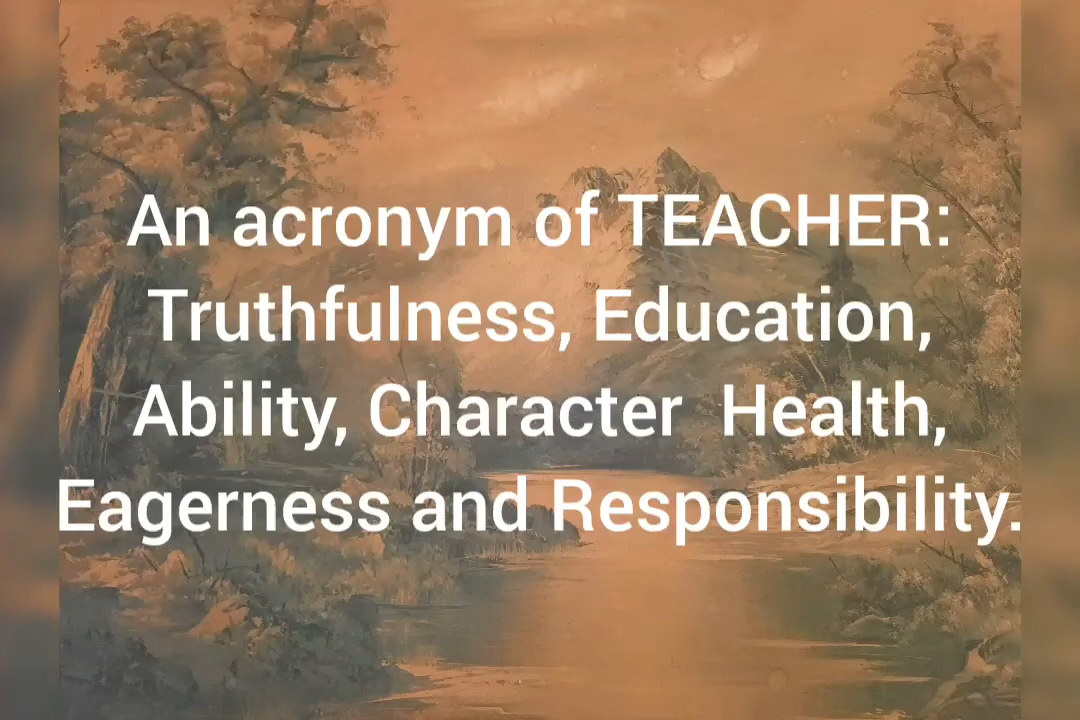 An acronym of TEACHER:
Truthfulness, Education,
Ability, Character  Health,
Eagerness and Responsibility.